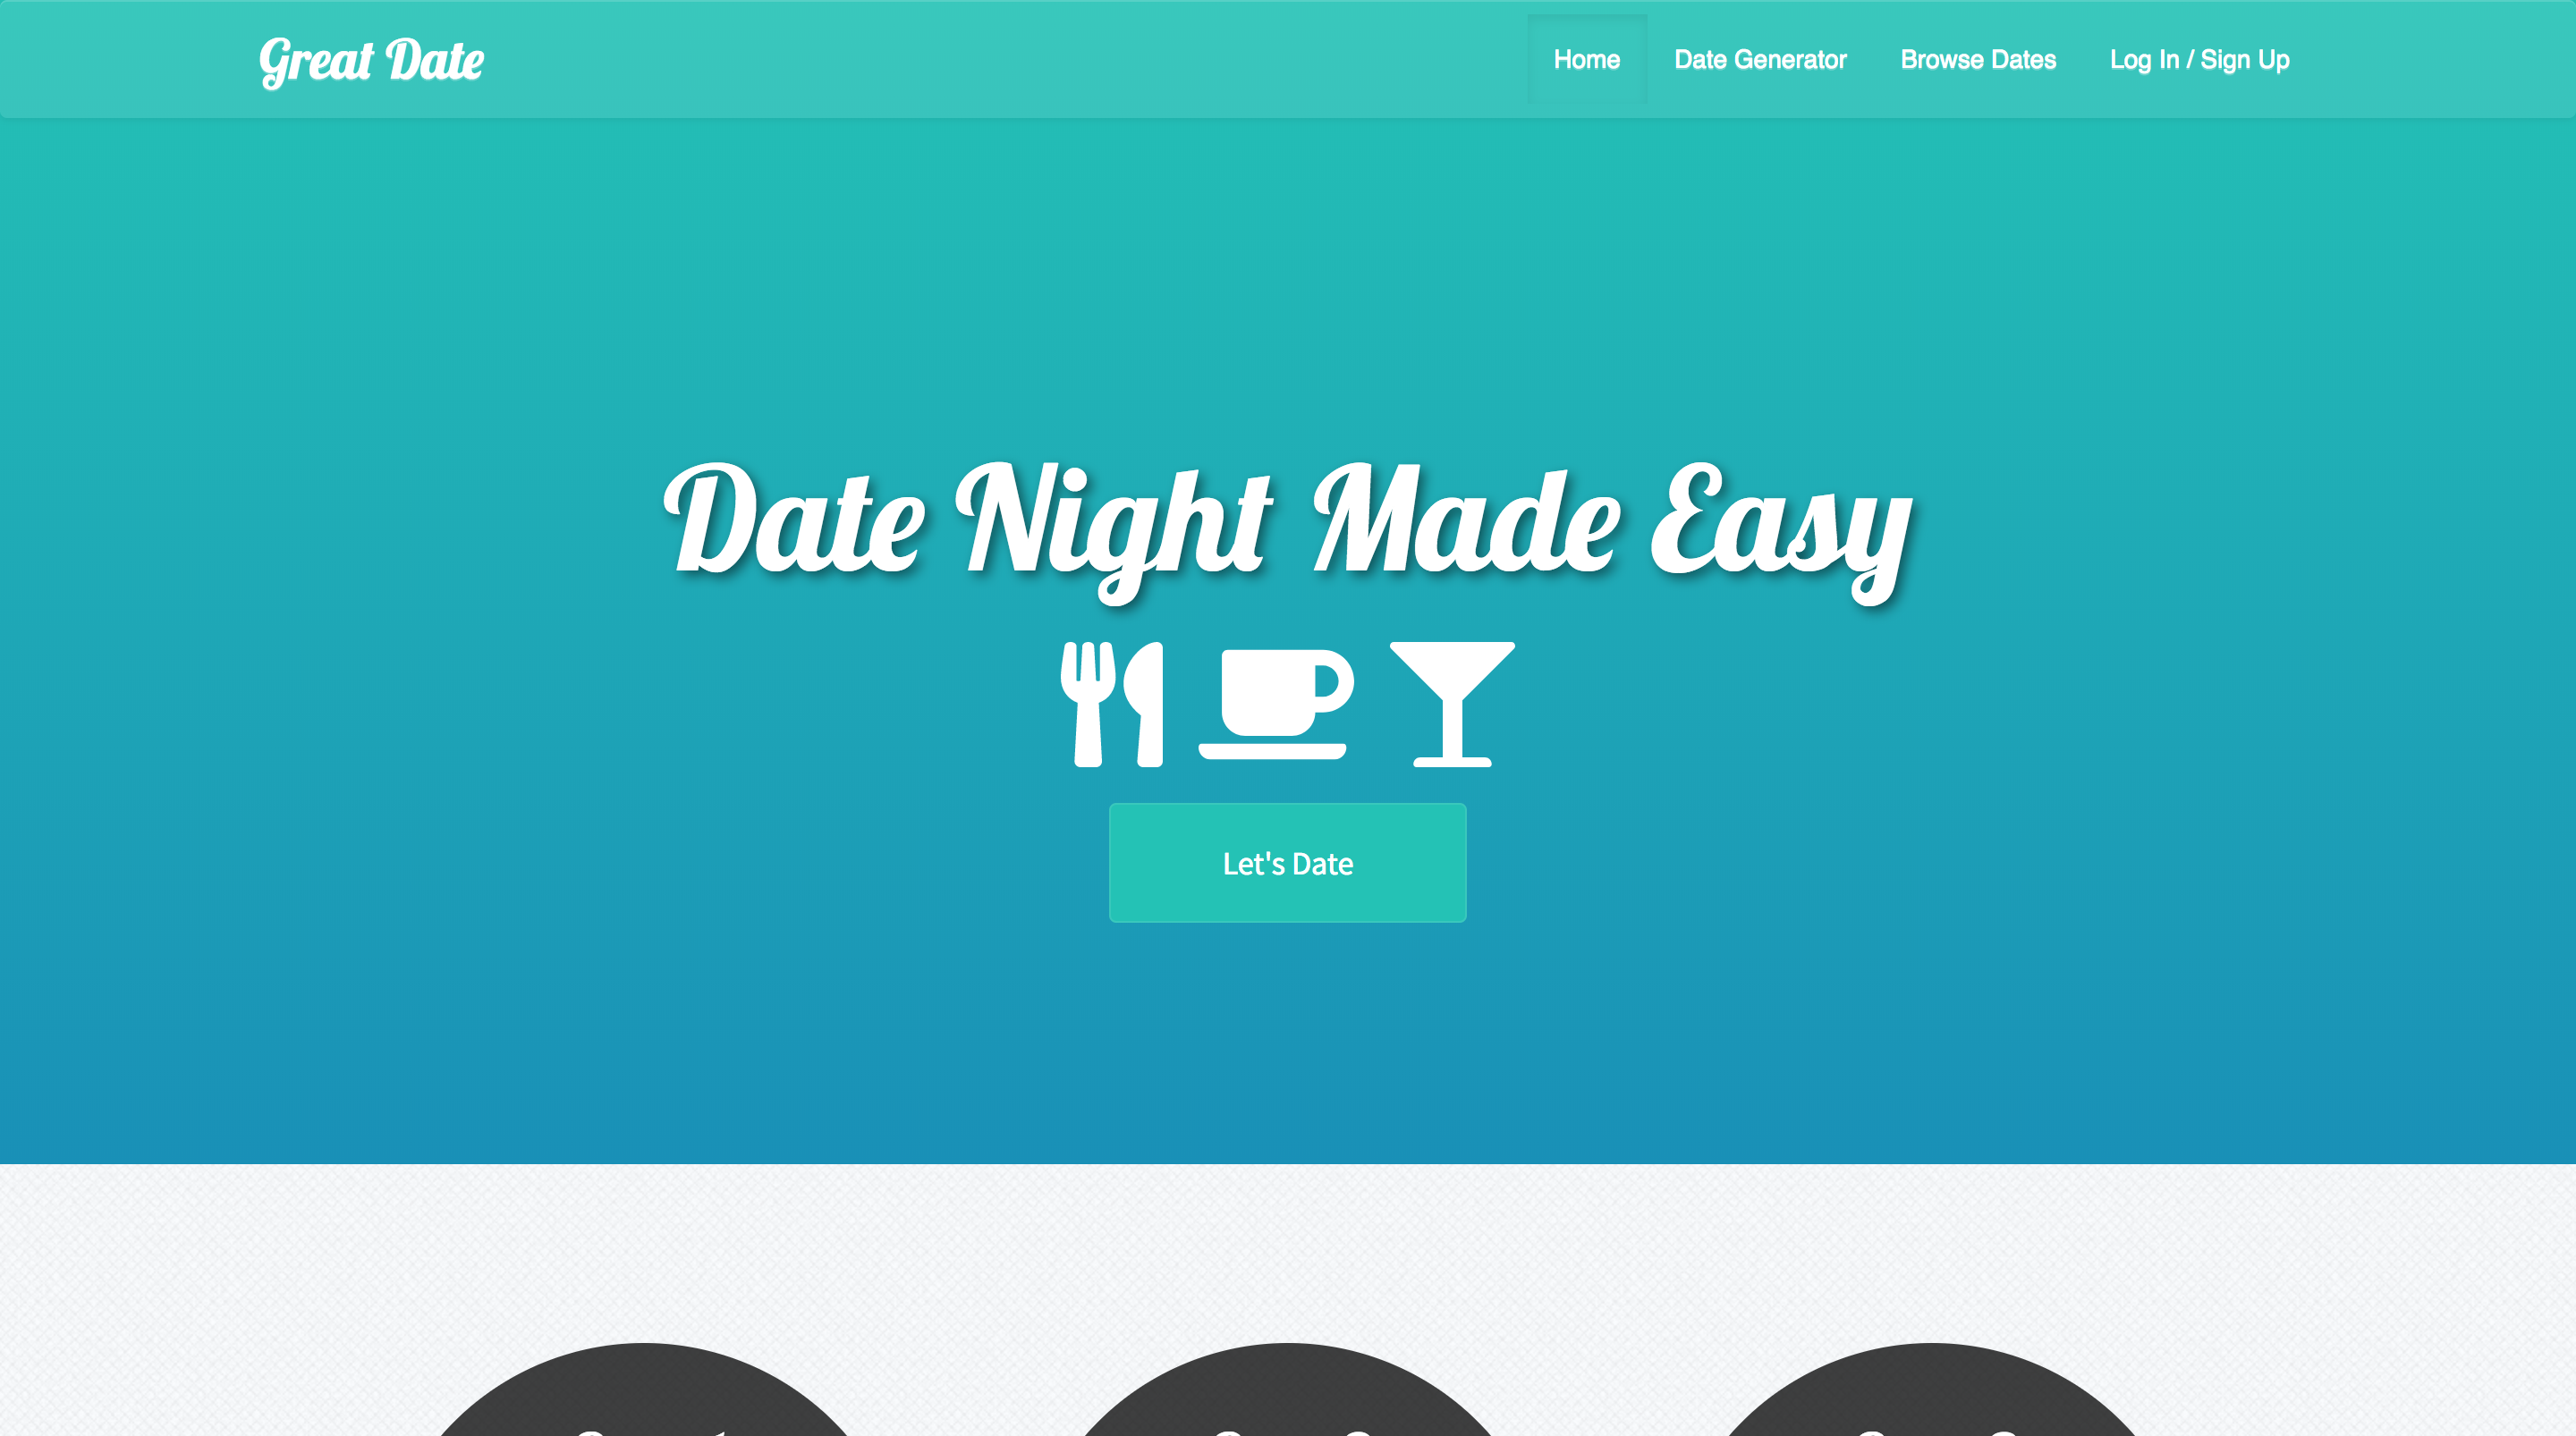 Great Date
Home
Date Generator
Browse Dates
Log In / Sign Up
Date Night Made Easy
Let's Date